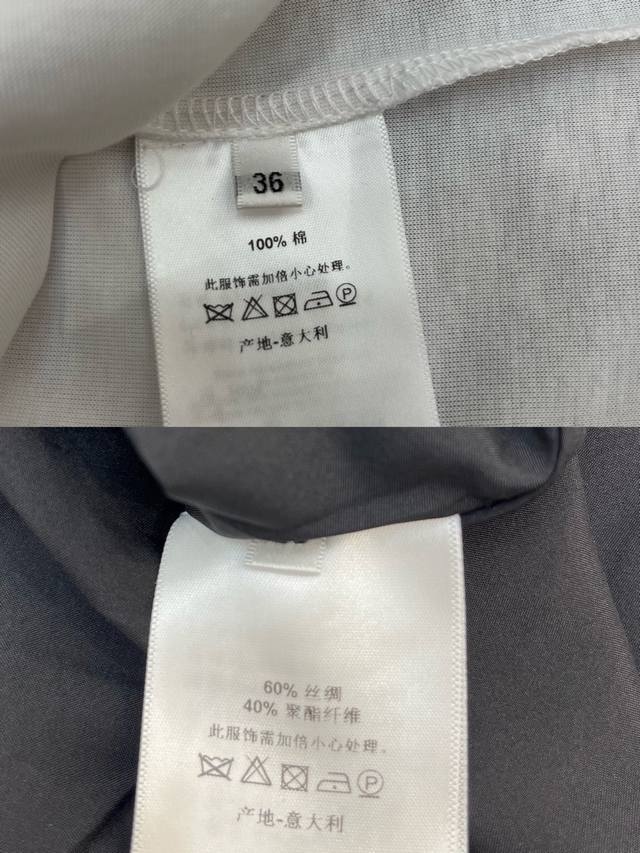 36
100% 棉
此服饰需加倍小心处理。
P
产地-意大利
60% 丝绸
40% 聚酯纤维
此服饰需加倍小心处理。
P
产地-意大利